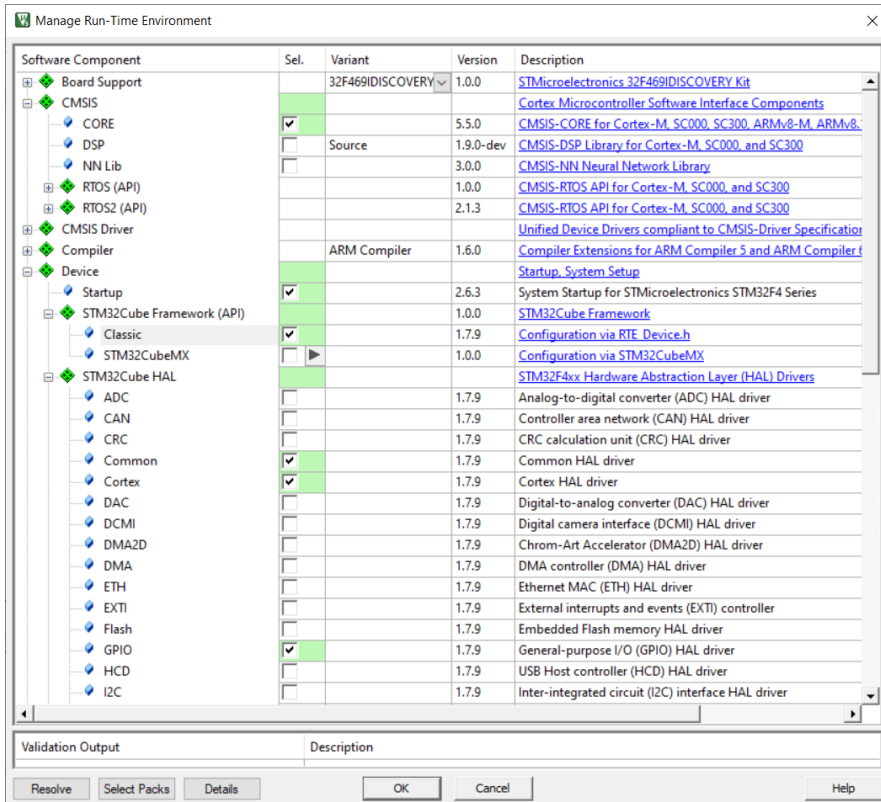 Manage Run-Time Environment
Software Component Sel. Variant Version Description
Board Support 32F469IDISCOVERY 1.0.0 STMicroelectronics 32F469IDISCOVERY Kit
CMSIS Cortex Microcontroller Software Interface Components
CORE 5.5.0 CMSIS-CORE for Cortex-M, SC000, SC300, ARMv8-M, ARMv8.
DSP Source 1.9.0-dev CMSIS-DSP Library for Cortex-M, SC000, and SC300
NN Lib 3.0.0 CMSIS-NN Neural Network Library
RTOS (API) 1.0.0 CMSIS-RTOS API for Cortex-M, SC000, and SC300
RTOS2 (API) 2.1.3 CMSIS-RTOS API for Cortex-M, SC000, and SC300
CMSIS Driver Unified Device Drivers compliant to CMSIS-Driver Specification
Compiler ARM Compiler 1.6.0 Compiler Extensions for ARM Compiler 5 and ARM Compiler 6
Device Startup, System Setup
Startup 2.6.3 System Startup for STMicroelectronics STM32F4 Series
STM32Cube Framework (API) 1.0.0 STM32Cube Framework
Classic 1.7.9 Configuration via RTE_Device.h
STM32CubeMX 1.0.0 Configuration via STM32CubeMX
STM32Cube HAL STM32F4xx Hardware Abstraction Layer (HAL) Drivers
ADC 1.7.9 Analog-to-digital converter (ADC) HAL driver
CAN 1.7.9 Controller area network (CAN) HAL driver
CRC 1.7.9 CRC calculation unit (CRC) HAL driver
Common 1.7.9 Common HAL driver
Cortex 1.7.9 Cortex HAL driver
DAC 1.7.9 Digital-to-analog converter (DAC) HAL driver
DCMI 1.7.9 Digital camera interface (DCMI) HAL driver
DMA2D 1.7.9 Chrom-Art Accelerator (DMA2D) HAL driver
DMA 1.7.9 DMA controller (DMA) HAL driver
ETH 1.7.9 Ethernet MAC (ETH) HAL driver
EXTI 1.7.9 External interrupts and events (EXTI) controller
Flash 1.7.9 Embedded Flash memory HAL driver
GPIO 1.7.9 General-purpose I/O (GPIO) HAL driver
HCD 1.7.9 USB Host controller (HCD) HAL driver
I2C 1.7.9 Inter-integrated circuit (I2C) interface HAL driver
Validation Output Description
Resolve Select Packs Details OK Cancel Help